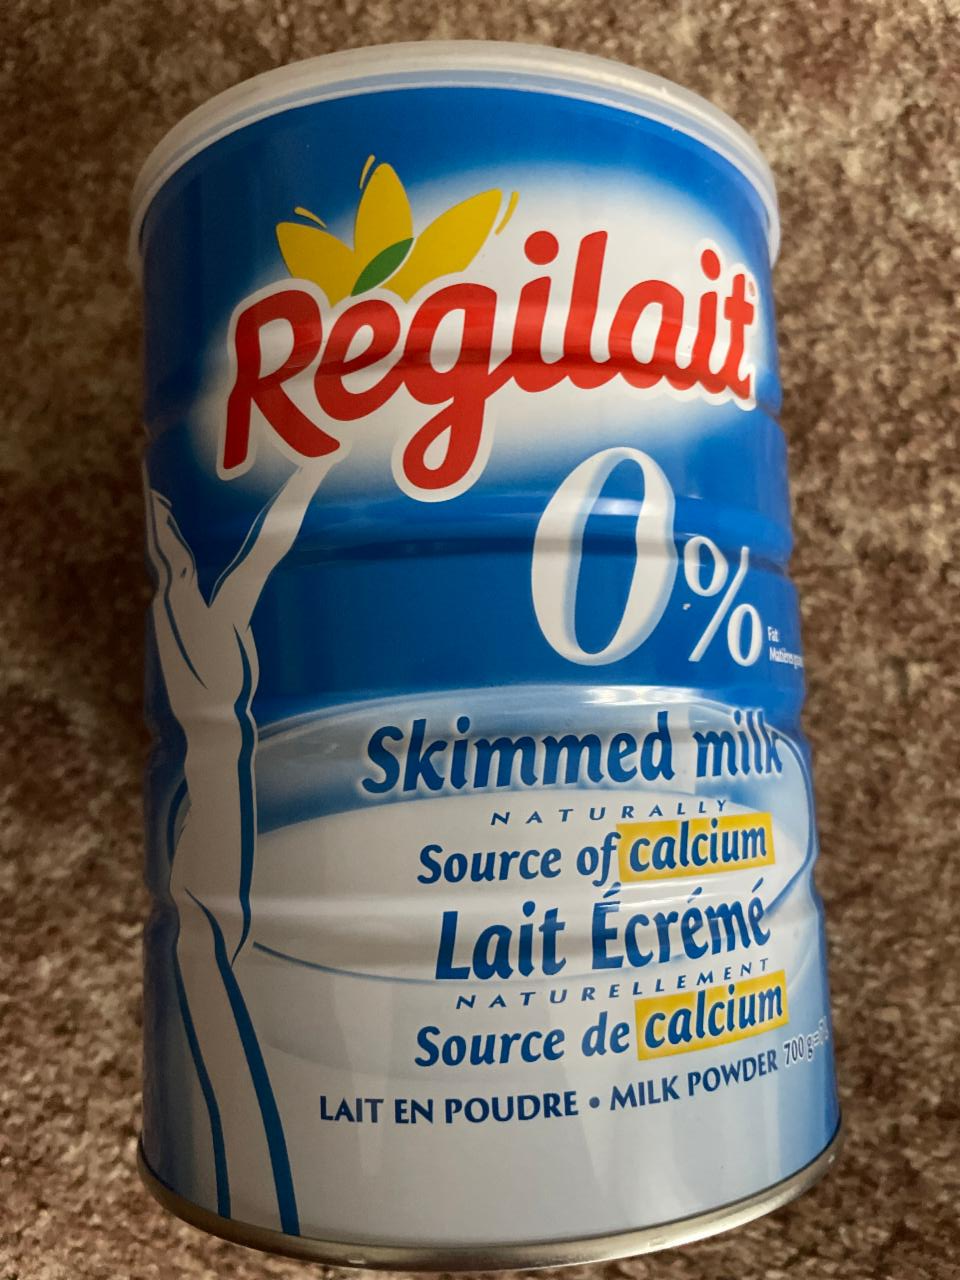 Régilait
0%
Fat
Skimmed milk
NATURALLY
Source of calcium
Lait Écrémé
NATURELLEMENT
Source de calcium
LAIT EN POUDRE • MILK POWDER 700 g=